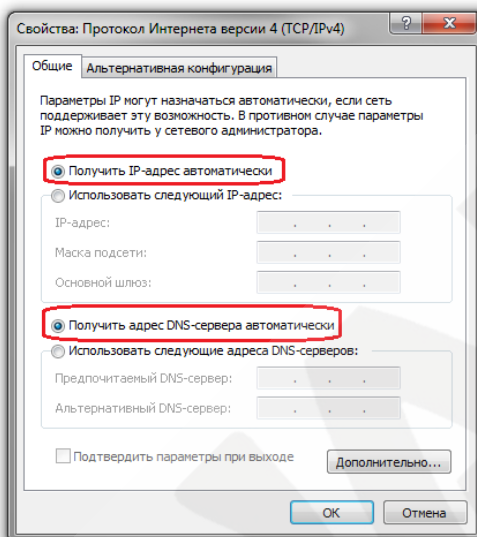 Свойства: Протокол Интернета версии 4 (TCP/IPv4)
Общие
Альтернативная конфигурация
Параметры IP могут назначаться автоматически, если сеть
поддерживает эту возможность. В противном случае параметры
IP можно получить у сетевого администратора.
Получить IP-адрес автоматически
Использовать следующий IP-адрес:
IP-адрес:
Маска подсети:
Основной шлюз:
Получить адрес DNS-сервера автоматически
Использовать следующие адреса DNS-серверов:
Предпочитаемый DNS-сервер:
Альтернативный DNS-сервер:
Подтвердить параметры при выходе
Дополнительно...
ОК
Отмена